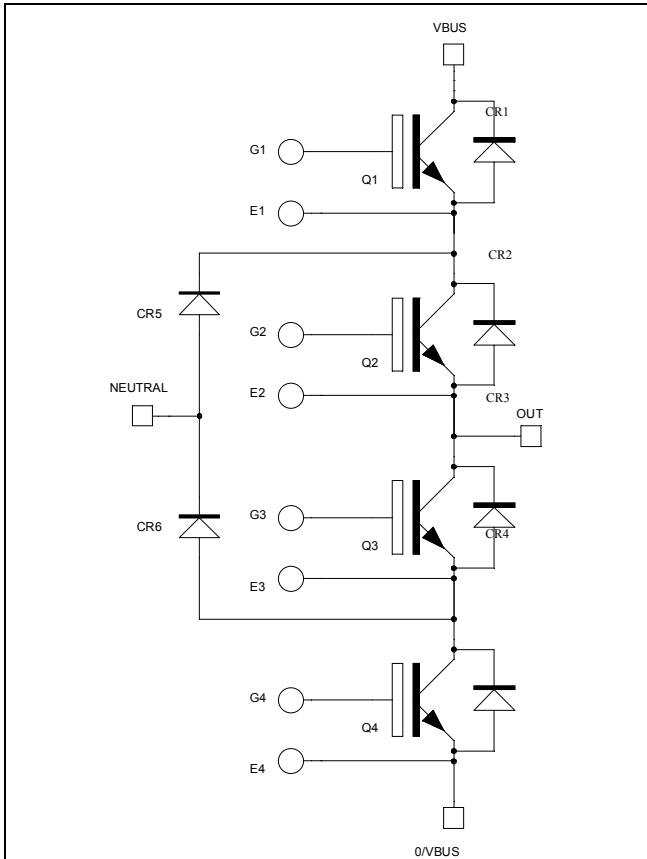 VBUS
CR1
G1
Q1
E1
CR2
CR5
G2
Q2
NEUTRAL
E2
CR3
OUT
CR6
G3
CR4
Q3
E3
G4
Q4
E4
0/VBUS